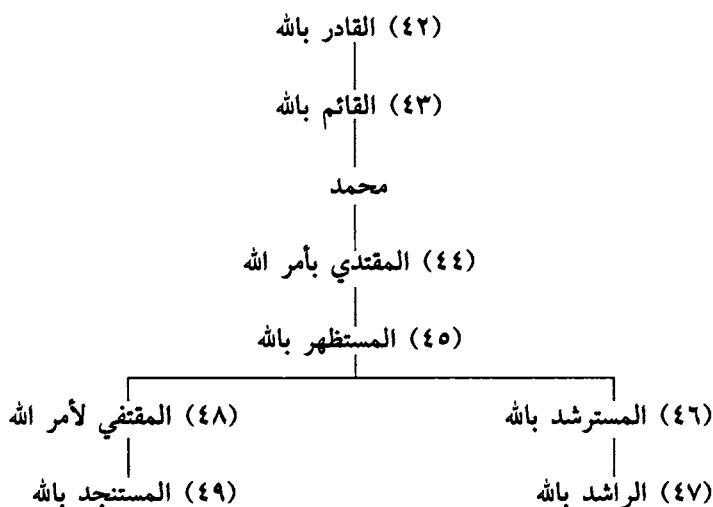 (٤٢) القادر بالله
(٤٣) القائم بالله
محمد
(٤٤) المقتدي بأمر الله
(٤٥) المستظهر بالله
(٤٦) المسترشد بالله (٤٨) المقتفي لأمر الله
(٤٧) الراشد بالله (٤٩) المستنجد بالله